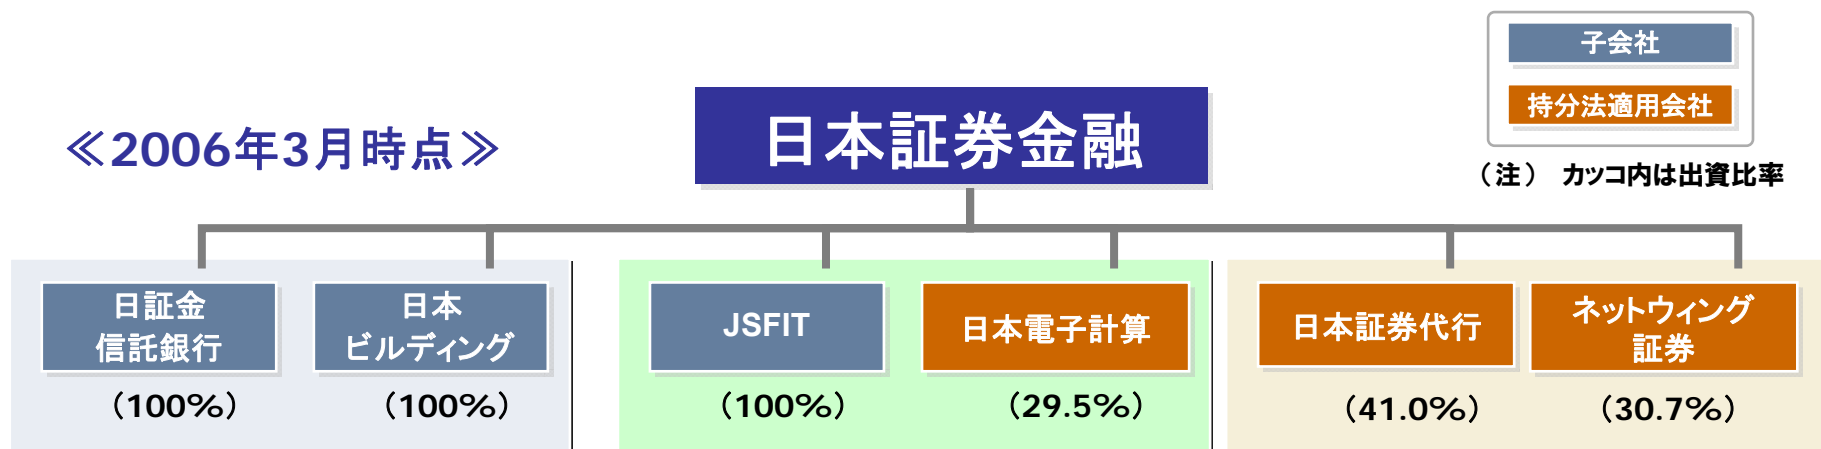 子会社
持分法適用会社
（注）　カッコ内は出資比率
≪2006年3月時点≫
日本証券金融
日証金
信託銀行
（100%）
日本
ビルディング
（100%）
JSFIT
（100%）
日本電子計算
（29.5%）
日本証券代行
（41.0%）
ネットウィング
証券
（30.7%）